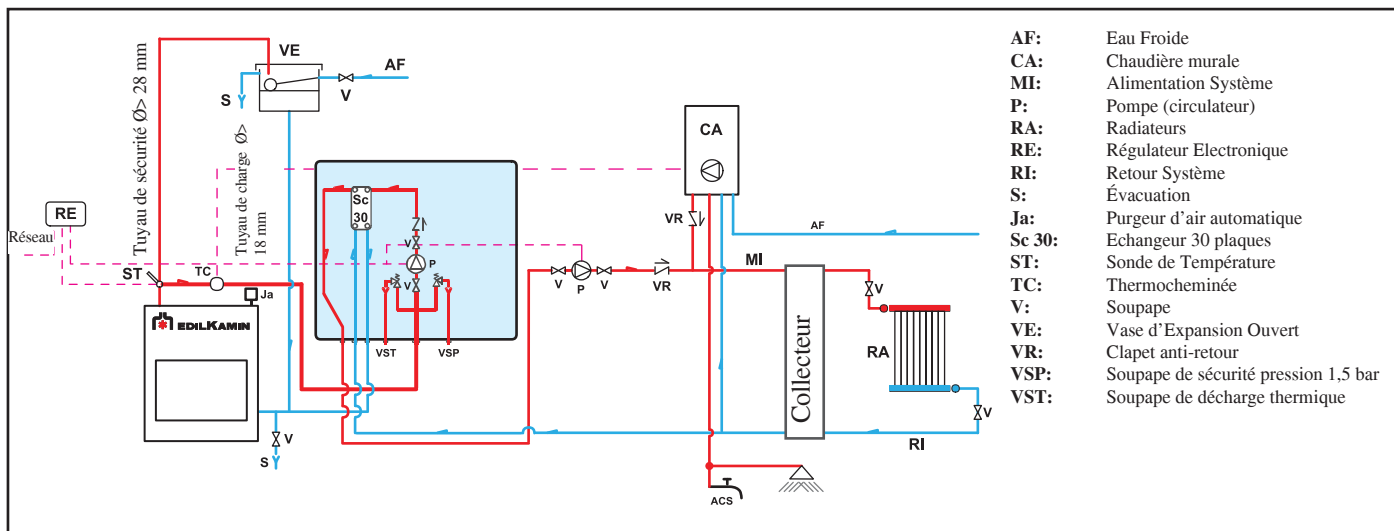 VE
AF
V
S
Tuyau de sécurité Ø> 28 mm
Tuyau de charge Ø>
18 mm
RE
Réseau
ST
TC
Ja
EDILKAMIN
V
S
Sc
30
V
P
V
VST
VSP
CA
VR
AF
V
P
V
VR
MI
Collecteur
V
RA
V
RI
ACS
AF: Eau Froide
CA: Chaudière murale
MI: Alimentation Système
P: Pompe (circulateur)
RA: Radiateurs
RE: Régulateur Electronique
RI: Retour Système
S: Évacuation
Ja: Purgeur d'air automatique
Sc 30: Echangeur 30 plaques
ST: Sonde de Température
TC: Thermocheminée
V: Soupape
VE: Vase d'Expansion Ouvert
VR: Clapet anti-retour
VSP: Soupape de sécurité pression 1,5 bar
VST: Soupape de décharge thermique